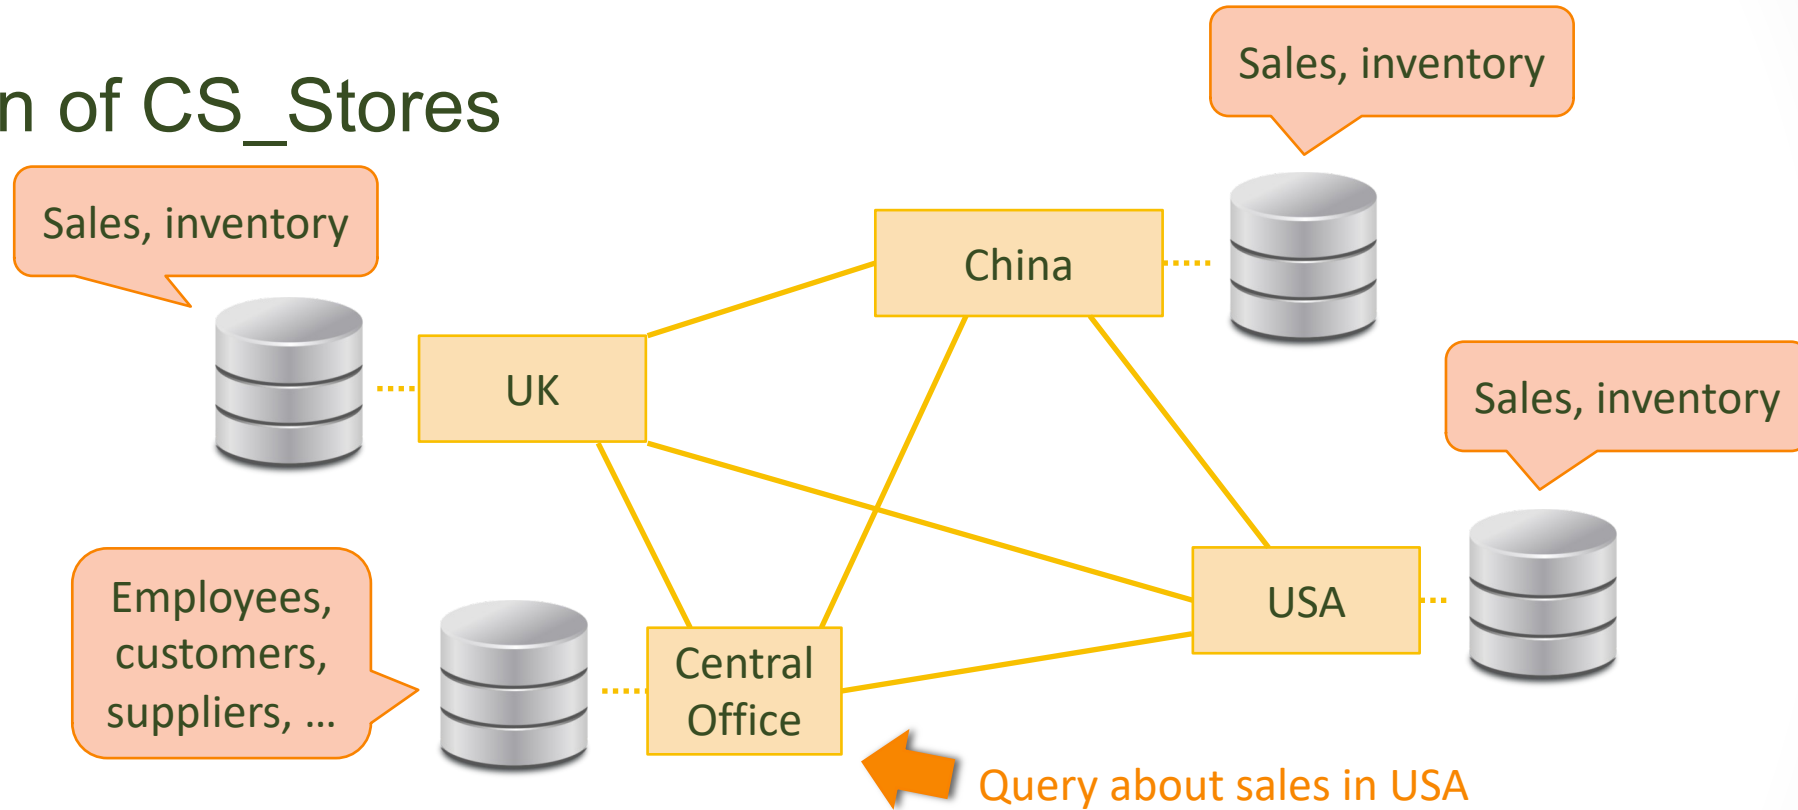 n of CS_Stores
Sales, inventory
Sales, inventory
China
UK
Sales, inventory
Employees,
customers,
suppliers, …
Central
Office
USA
Query about sales in USA